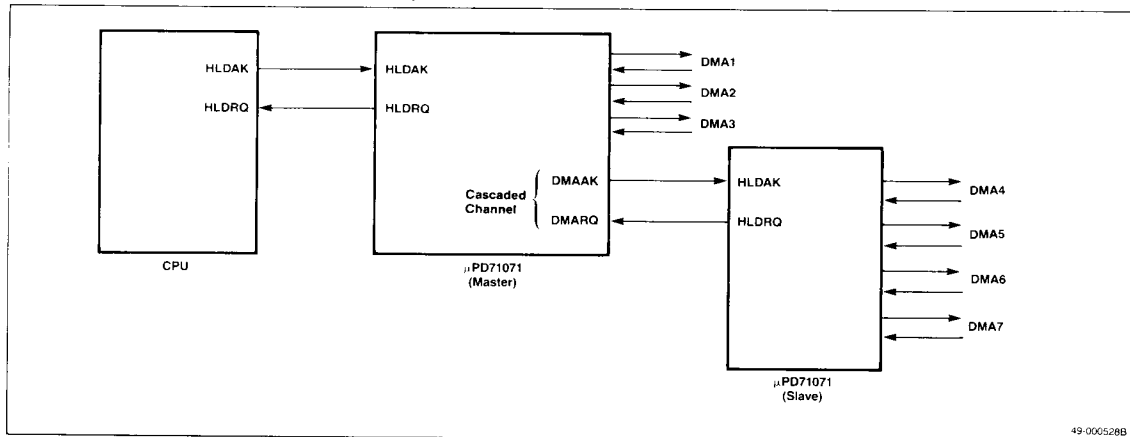 HLDAK
HLDRQ
CPU
HLDAK
HLDRQ
Cascaded
Channel
DMAAK
DMARQ
μPD71071
(Master)
DMA1
DMA2
DMA3
HLDAK
HLDRQ
μPD71071
(Slave)
DMA4
DMA5
DMA6
DMA7
49-000528B